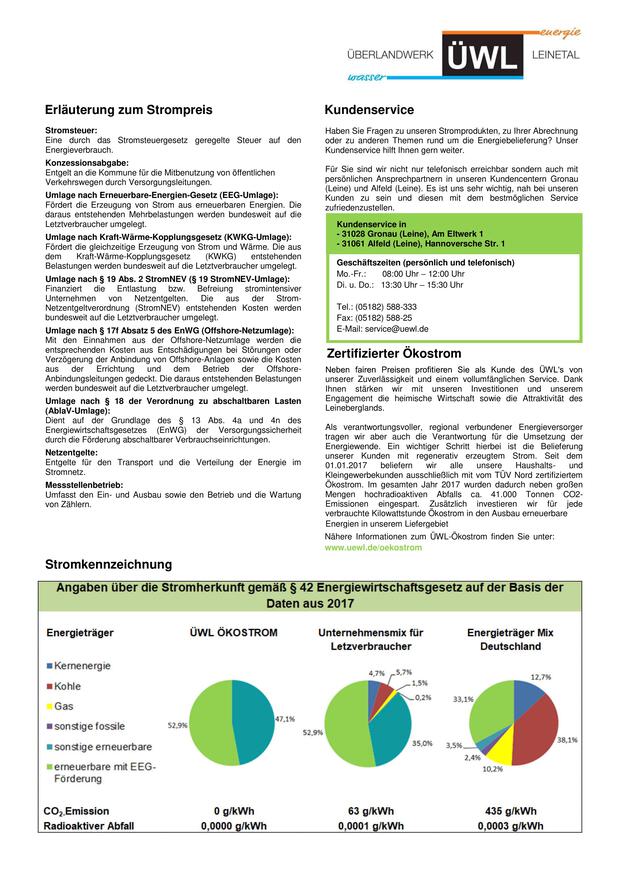 energie
ÜBERLANDWERK ÜWL LEINETAL
wasser
Erläuterung zum Strompreis
Stromsteuer:
Eine durch das Stromsteuergesetz geregelte Steuer auf den
Energieverbrauch.
Konzessionsabgabe:
Entgelt an die Kommune für die Mitbenutzung von öffentlichen
Verkehrswegen durch Versorgungsleitungen.
Umlage nach Erneuerbare-Energien-Gesetz (EEG-Umlage):
Fördert die Erzeugung von Strom aus erneuerbaren Energien. Die
daraus entstehenden Mehrbelastungen werden bundesweit auf die
Letztverbraucher umgelegt.
Umlage nach Kraft-Wärme-Kopplungsgesetz (KWKG-Umlage):
Fördert die gleichzeitige Erzeugung von Strom und Wärme. Die aus
dem Kraft-Wärme-Kopplungsgesetz (KWKG) entstehenden
Belastungen werden bundesweit auf die Letztverbraucher umgelegt.
Umlage nach § 19 Abs. 2 StromNEV (§ 19 StromNEV-Umlage):
Finanziert die Entlastung bzw. Befreiung stromintensiver
Unternehmen von Netzentgelten. Die aus der Strom-
Netzentgeltverordnung (StromNEV) entstehenden Kosten werden
bundesweit auf die Letztverbraucher umgelegt.
Umlage nach § 17f Absatz 5 des EnWG (Offshore-Netzumlage):
Mit den Einnahmen aus der Offshore-Netzumlage werden die
entsprechenden Kosten aus Entschädigungen bei Störungen oder
Verzögerung der Anbindung von Offshore-Anlagen sowie die Kosten
aus der Errichtung und dem Betrieb der Offshore-
Anbindungsleitungen gedeckt. Die daraus entstehenden Belastungen
werden bundesweit auf die Letztverbraucher umgelegt.
Umlage nach § 18 der Verordnung zu abschaltbaren Lasten
(AblaV-Umlage):
Dient auf der Grundlage des § 13 Abs. 4a und 4n des
Energiewirtschaftsgesetzes (EnWG) der Versorgungssicherheit
durch die Förderung abschaltbarer Verbrauchseinrichtungen.
Netzentgelte:
Entgelte für den Transport und die Verteilung der Energie im
Stromnetz.
Messstellenbetrieb:
Umfasst den Ein- und Ausbau sowie den Betrieb und die Wartung
von Zählern.
Kundenservice
Haben Sie Fragen zu unseren Stromprodukten, zu Ihrer Abrechnung
oder zu anderen Themen rund um die Energiebelieferung? Unser
Kundenservice hilft Ihnen gern weiter.
Für Sie sind wir nicht nur telefonisch erreichbar sondern auch mit
persönlichen Ansprechpartnern in unseren Kundencentern Gronau
(Leine) und Alfeld (Leine). Es ist uns sehr wichtig, nah bei unseren
Kunden zu sein und diesen mit dem bestmöglichen Service
zufriedenzustellen.
Kundenservice in
- 31028 Gronau (Leine), Am Eltwerk 1
- 31061 Alfeld (Leine), Hannoversche Str. 1
Geschäftszeiten (persönlich und telefonisch)
Mo.-Fr.: 08:00 Uhr – 12:00 Uhr
Di. u. Do.: 13:30 Uhr – 15:30 Uhr
Tel.: (05182) 588-333
Fax: (05182) 588-25
E-Mail: service@uewl.de
Zertifizierter Ökostrom
Neben fairen Preisen profitieren Sie als Kunde des ÜWL's von
unserer Zuverlässigkeit und einem vollumfänglichen Service. Dank
Ihnen stärken wir mit unseren Investitionen und unserem
Engagement die heimische Wirtschaft sowie die Attraktivität des
Leineberglands.
Als verantwortungsvoller, regional verbundener Energieversorger
tragen wir aber auch die Verantwortung für die Umsetzung der
Energiewende. Ein wichtiger Schritt hierbei ist die Belieferung
unserer Kunden mit regenerativ erzeugtem Strom. Seit dem
01.01.2017 beliefern wir alle unsere Haushalts- und
Kleingewerbekunden ausschließlich mit vom TÜV Nord zertifiziertem
Ökostrom. Im gesamten Jahr 2017 wurden dadurch neben großen
Mengen hochradioaktiven Abfalls ca. 41.000 Tonnen CO2-
Emissionen eingespart. Zusätzlich investieren wir für jede
verbrauchte Kilowattstunde Ökostrom in den Ausbau erneuerbare
Energien in unserem Liefergebiet
Nähere Informationen zum ÜWL-Ökostrom finden Sie unter:
www.uewl.de/oekostrom
Stromkennzeichnung
Angaben über die Stromherkunft gemäß § 42 Energiewirtschaftsgesetz auf der Basis der
Daten aus 2017
Energieträger
Kernenergie
Kohle
Gas
sonstige fossile
sonstige erneuerbare
erneuerbare mit EEG-
Förderung
ÜWL ÖKOSTROM
52,9%
47,1%
Unternehmensmix für
Letzverbraucher
4,7%
5,7%
1,5%
0,2%
35,0%
52,9%
Energieträger Mix
Deutschland
12,7%
38,1%
10,2%
2,4%
3,5%
33,1%
CO2-Emission 0 g/kWh 63 g/kWh 435 g/kWh
Radioaktiver Abfall 0,0000 g/kWh 0,0001 g/kWh 0,0003 g/kWh